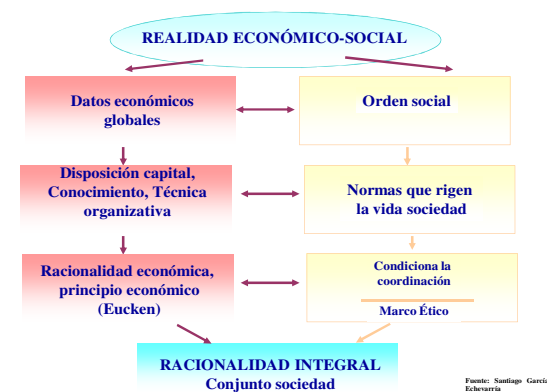 REALIDAD ECONÓMICO-SOCIAL
Datos económicos
globales
Orden social
Disposición capital,
Conocimiento, Técnica
organizativa
Normas que rigen
la vida sociedad
Racionalidad económica,
principio económico
(Eucken)
Condiciona la
coordinación
Marco Ético
RACIONALIDAD INTEGRAL
Conjunto sociedad
Fuente: Santiago García
Echevarría